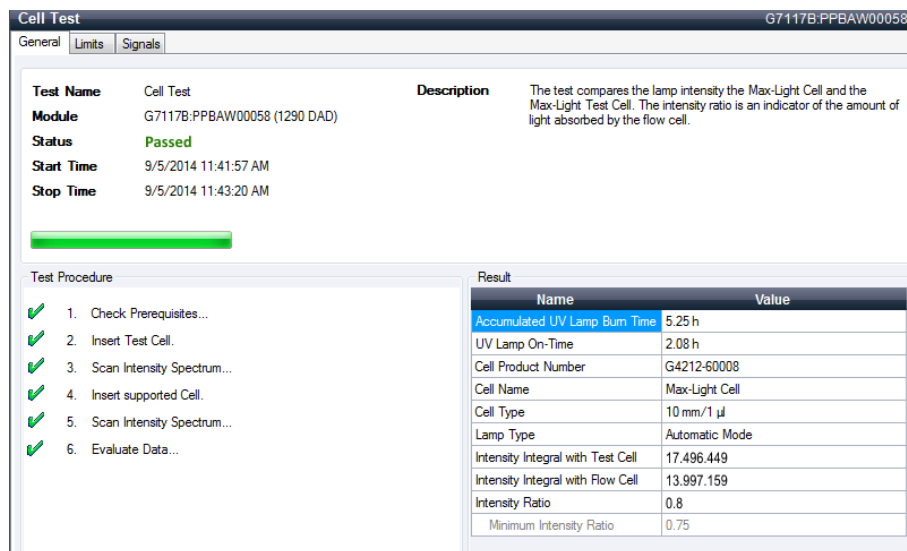 Cell Test G7117B:PPBAW00058
General Limits Signals
Test Name Cell Test
Module G7117B:PPBAW00058 (1290 DAD)
Status Passed
Start Time 9/5/2014 11:41:57 AM
Stop Time 9/5/2014 11:43:20 AM
Description The test compares the lamp intensity the Max-Light Cell and the
Max-Light Test Cell. The intensity ratio is an indicator of the amount of
light absorbed by the flow cell.
Test Procedure
1. Check Prerequisites...
2. Insert Test Cell.
3. Scan Intensity Spectrum...
4. Insert supported Cell.
5. Scan Intensity Spectrum...
6. Evaluate Data...
Result
Name Value
Accumulated UV Lamp Burn Time 5.25 h
UV Lamp On-Time 2.08 h
Cell Product Number G4212-60008
Cell Name Max-Light Cell
Cell Type 10 mm/1 µl
Lamp Type Automatic Mode
Intensity Integral with Test Cell 17.496.449
Intensity Integral with Flow Cell 13.997.159
Intensity Ratio 0.8
Minimum Intensity Ratio 0.75